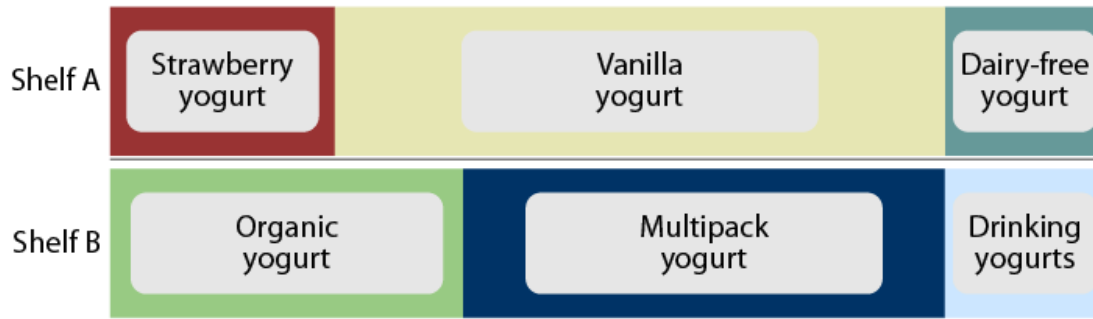 Shelf A
Strawberry
yogurt
Vanilla
yogurt
Dairy-free
yogurt
Shelf B
Organic
yogurt
Multipack
yogurt
Drinking
yogurts